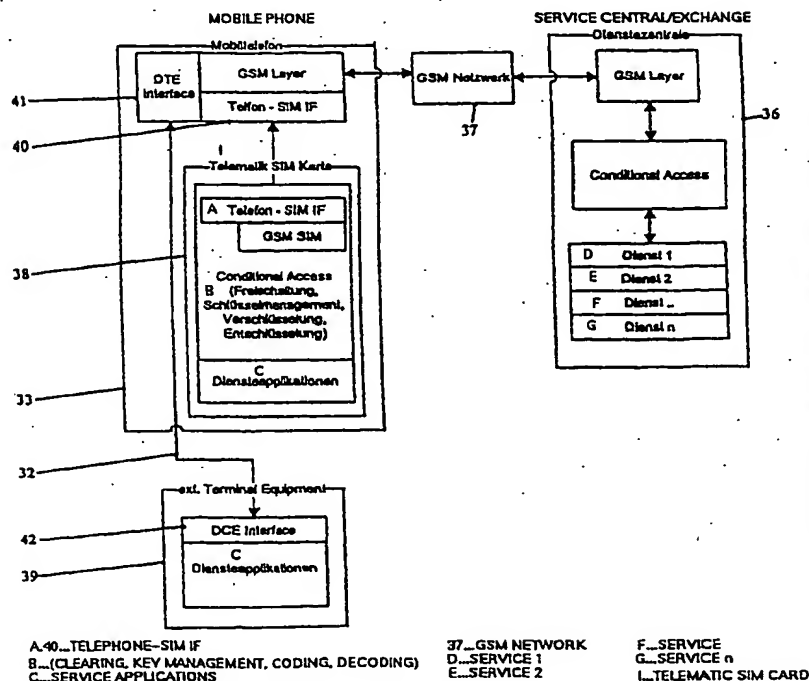 MOBILE PHONE
SERVICE CENTRAL/EXCHANGE
Mobiltelefon
Dienstezentrale
DTE
Interface
GSM Layer
Telfon - SIM IF
GSM Netzwerk
GSM Layer
41
40
37
36
I
Telematik SIM Karte
A Telefon - SIM IF
GSM SIM
Conditional Access
38
Conditional Access
B (Freischaltung,
Schlüsselmanagement,
Verschlüsselung,
Entschlüsselung)
D Dienst 1
E Dienst 2
F Dienst ..
G Dienst n
C
Diensteapplikationen
33
32
ext. Terminal Equipment
42
DCE Interface
C
Diensteapplikationen
39
A,40...TELEPHONE-SIM IF
B...(CLEARING, KEY MANAGEMENT, CODING, DECODING)
C...SERVICE APPLICATIONS
37...GSM NETWORK
D...SERVICE 1
E...SERVICE 2
F...SERVICE
G...SERVICE n
I...TELEMATIC SIM CARD